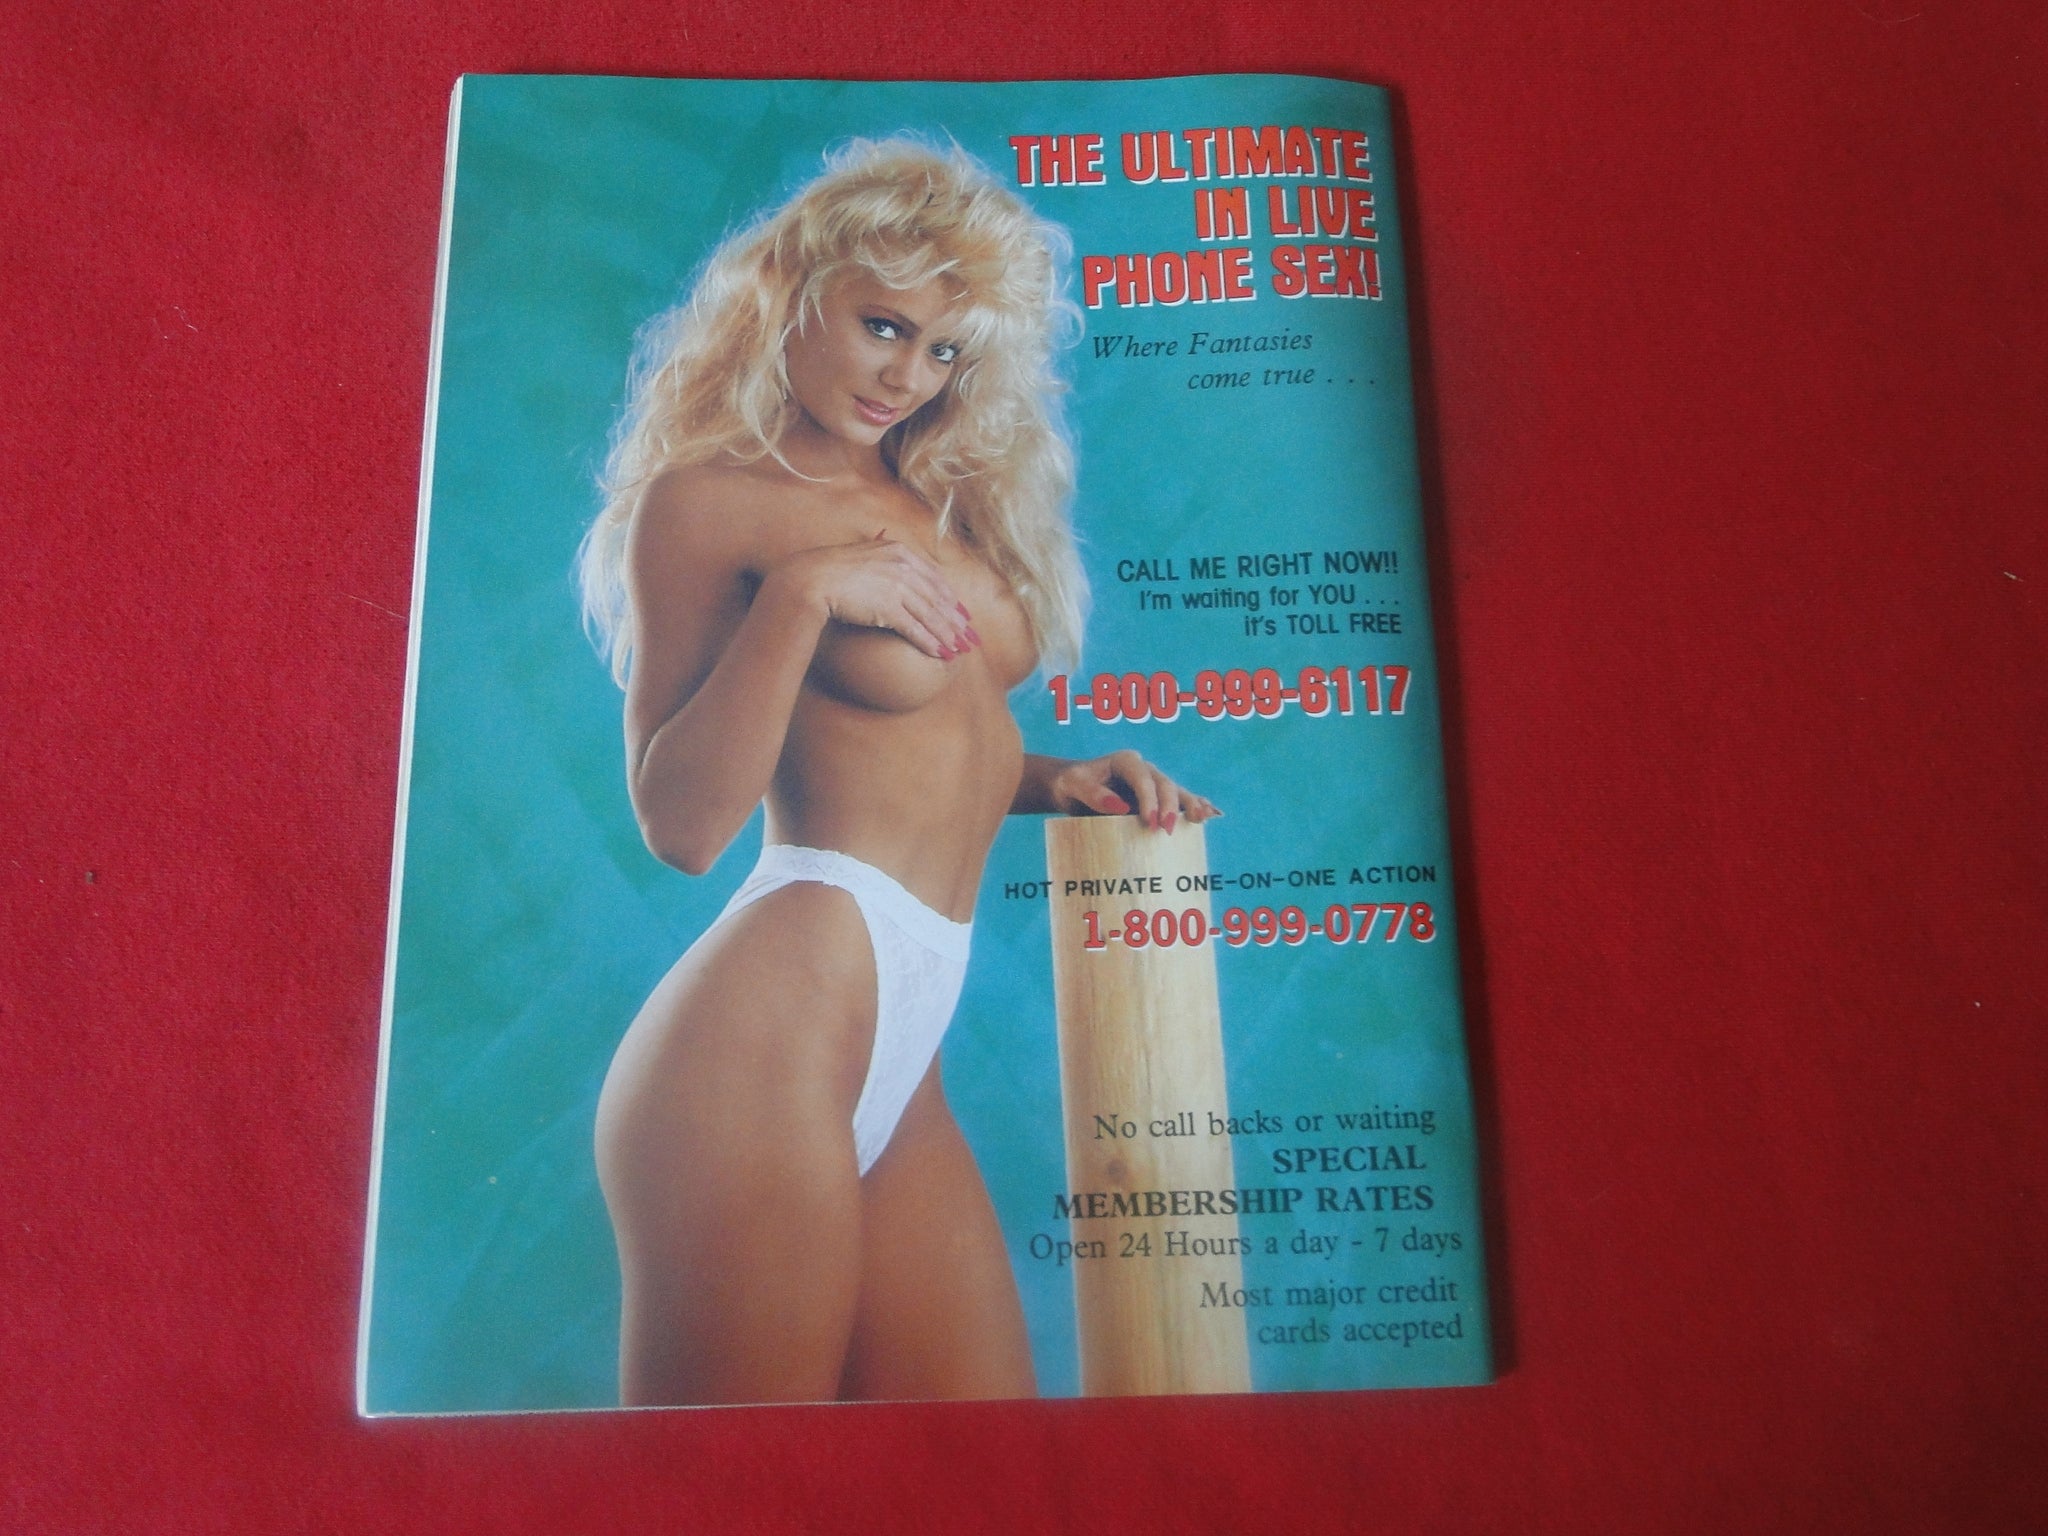 THE ULTIMATE
IN LIVE
PHONE SEX!
Where Fantasies
come true . . .
CALL ME RIGHT NOW!!
I'm waiting for YOU . . .
it's TOLL FREE
1-800-999-6117
HOT PRIVATE ONE-ON-ONE ACTION
1-800-999-0778
No call backs or waiting
SPECIAL
MEMBERSHIP RATES
Open 24 Hours a day - 7 days
Most major credit
cards accepted